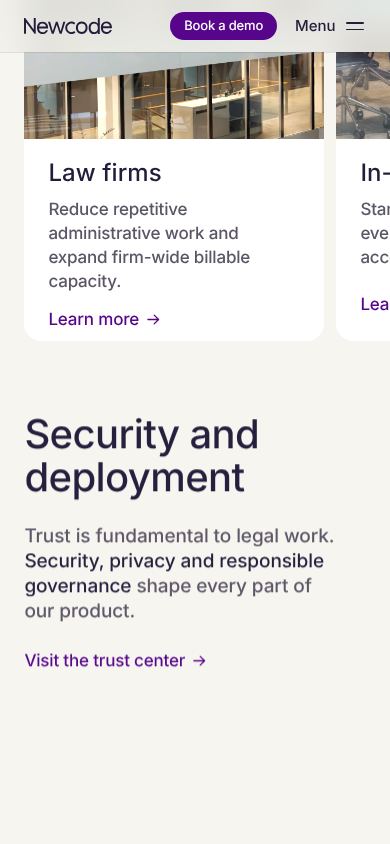 Newcode
Book a demo
Menu
Law firms
Reduce repetitive
administrative work and
expand firm-wide billable
capacity.
Learn more →
In-
Security and
deployment
Trust is fundamental to legal work.
Security, privacy and responsible
governance shape every part of
our product.
Visit the trust center →